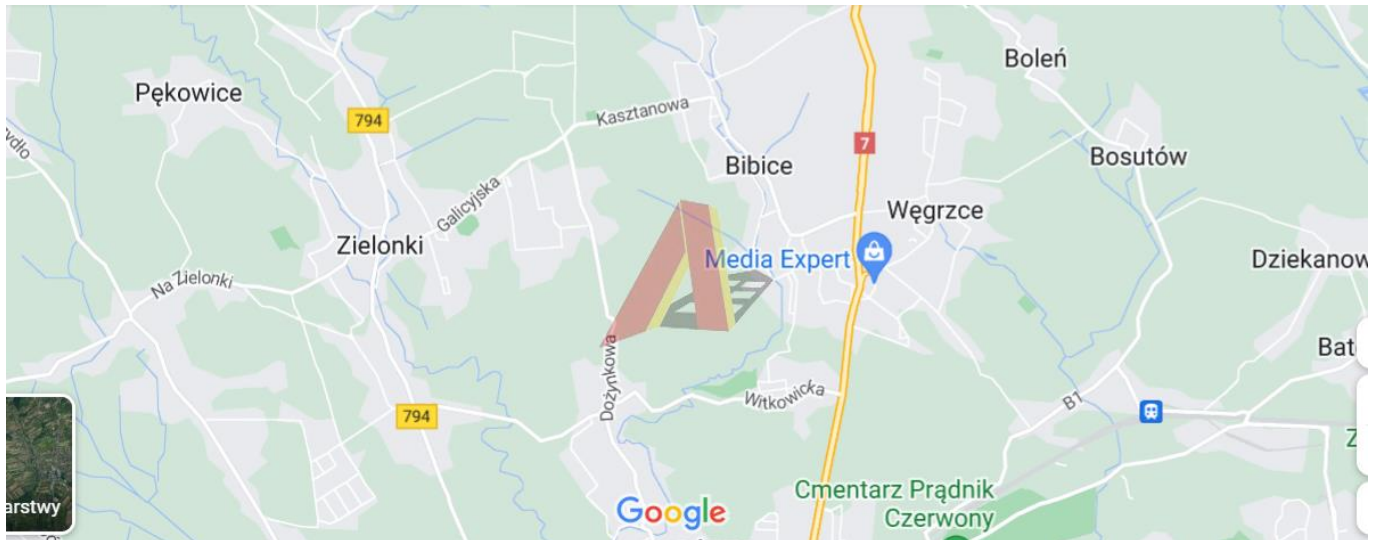 Boleń
Pękowice
Kasztanowa
794
7
Bosutów
Bibice
Galicyjska
Węgrzce
Zielonki
Media Expert
Dziekanow
Na Zielonki
Bat
Dożynkowa
Witkowicka
B1
794
Z
Cmentarz Prądnik
Czerwony
arstwy
Google